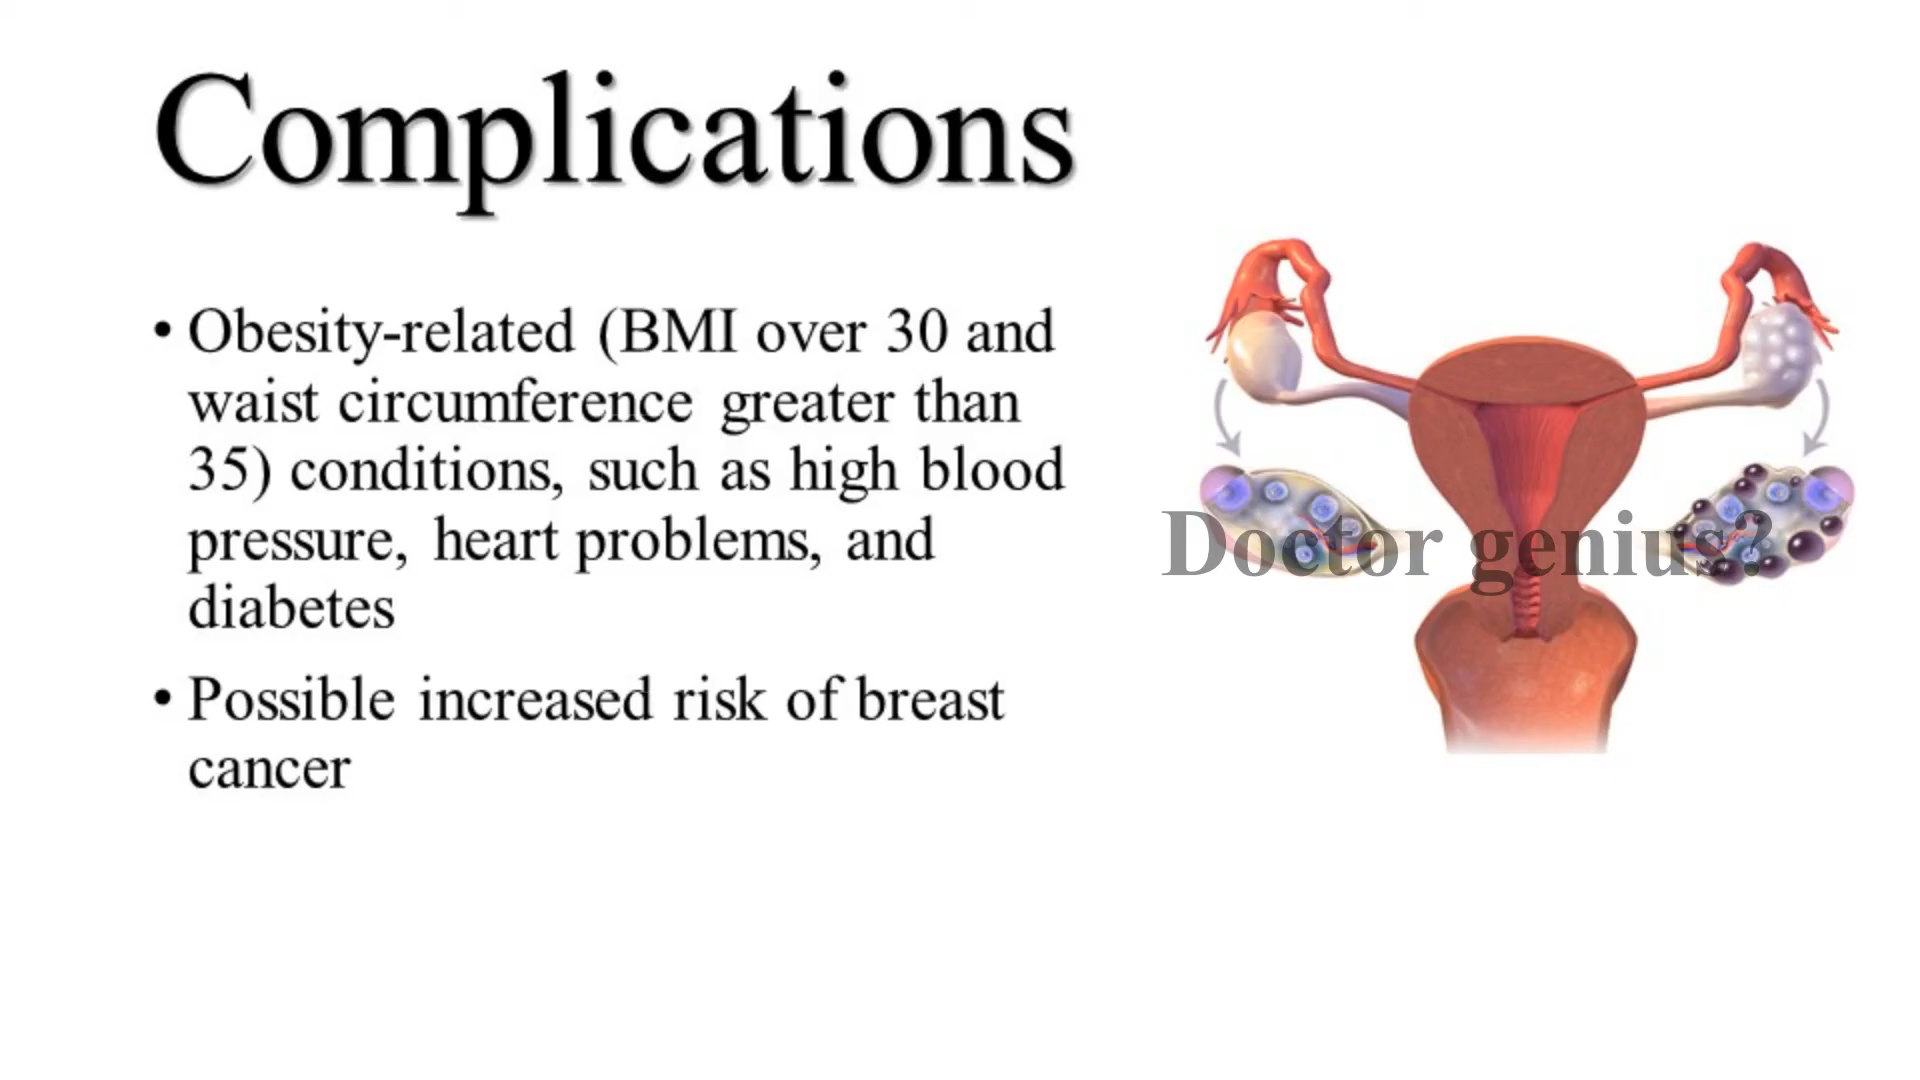 Complications
• Obesity-related (BMI over 30 and
waist circumference greater than
35) conditions, such as high blood
pressure, heart problems, and
diabetes
• Possible increased risk of breast
cancer
Doctor genius?